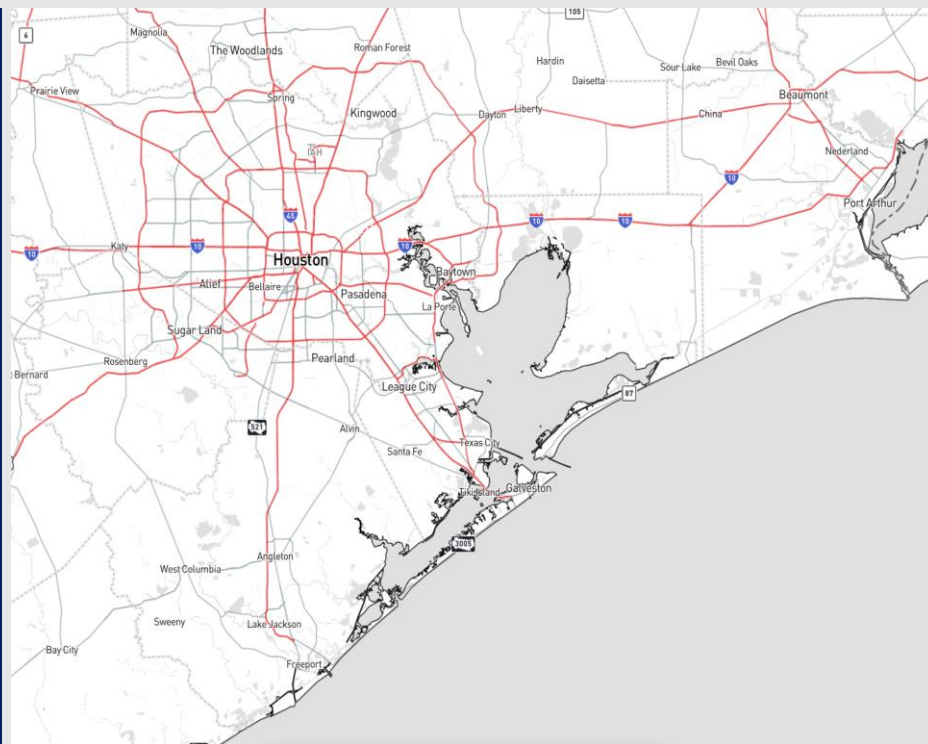 105
6
Magnolia
The Woodlands
Roman Forest
Hardin
Sour Lake
Bevil Oaks
Daisetta
Prairie View
Spring
Kingwood
Dayton
Liberty
China
Beaumont
IAH
Nederland
10
Port Arthur
45
10
10
Katy
10
10
10
Houston
Baytown
Alief
Bellaire
Pasadena
La Porte
Sugar Land
Rosenberg
Pearland
Bernard
League City
87
521
Alvin
Santa Fe
Texas City
Tiki Island
Galveston
3005
Angleton
West Columbia
Sweeny
Lake Jackson
Bay City
Freeport